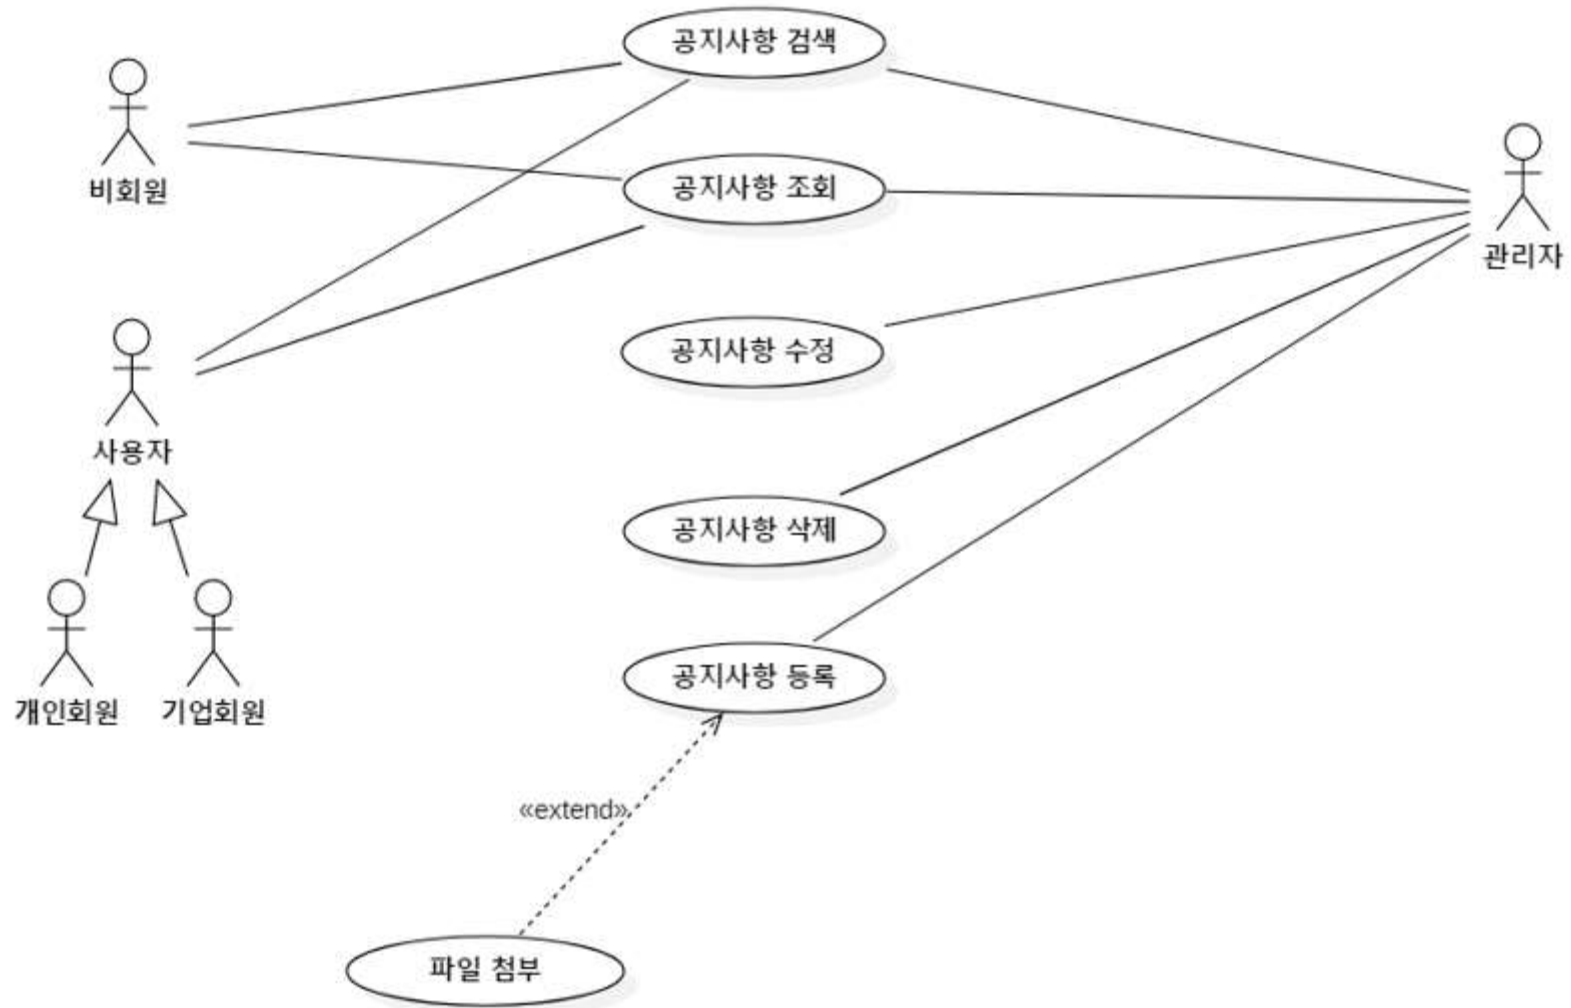 공지사항 검색
비회원
공지사항 조회
관리자
공지사항 수정
사용자
공지사항 삭제
공지사항 등록
개인회원
기업회원
«extend»
파일 첨부